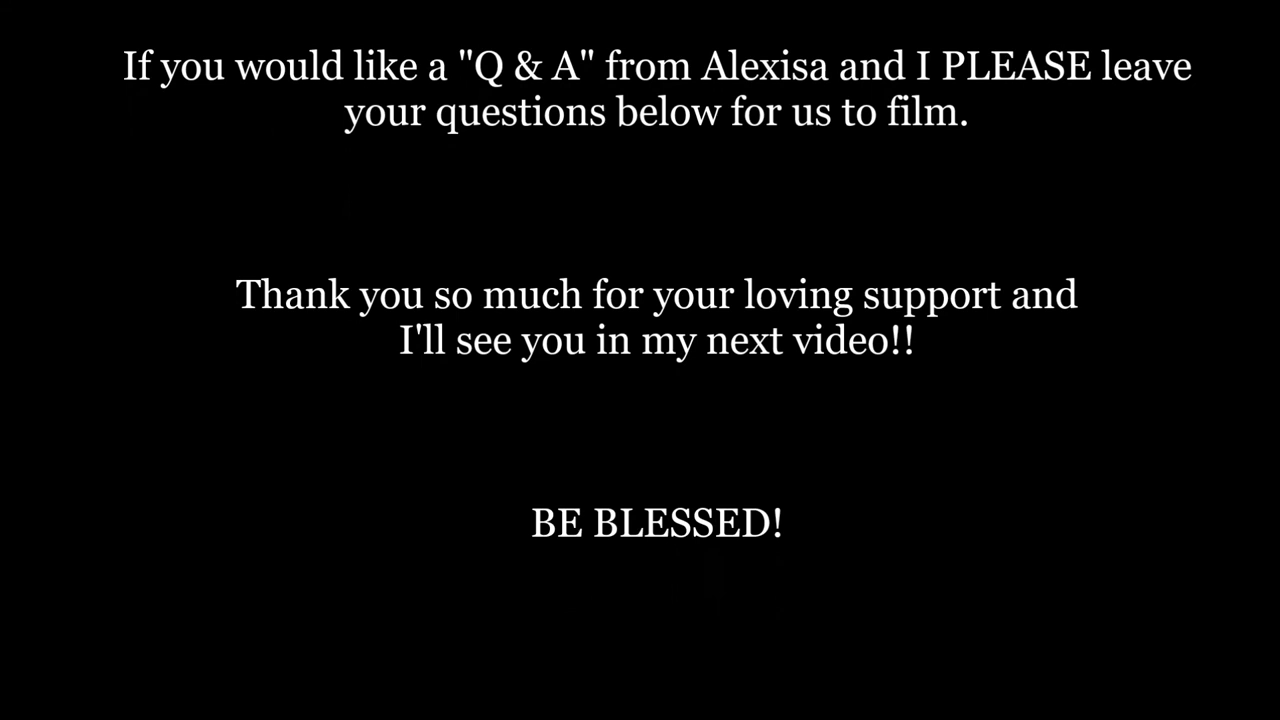 If you would like a "Q & A" from Alexisa and I PLEASE leave
your questions below for us to film.
Thank you so much for your loving support and
I'll see you in my next video!!
BE BLESSED!